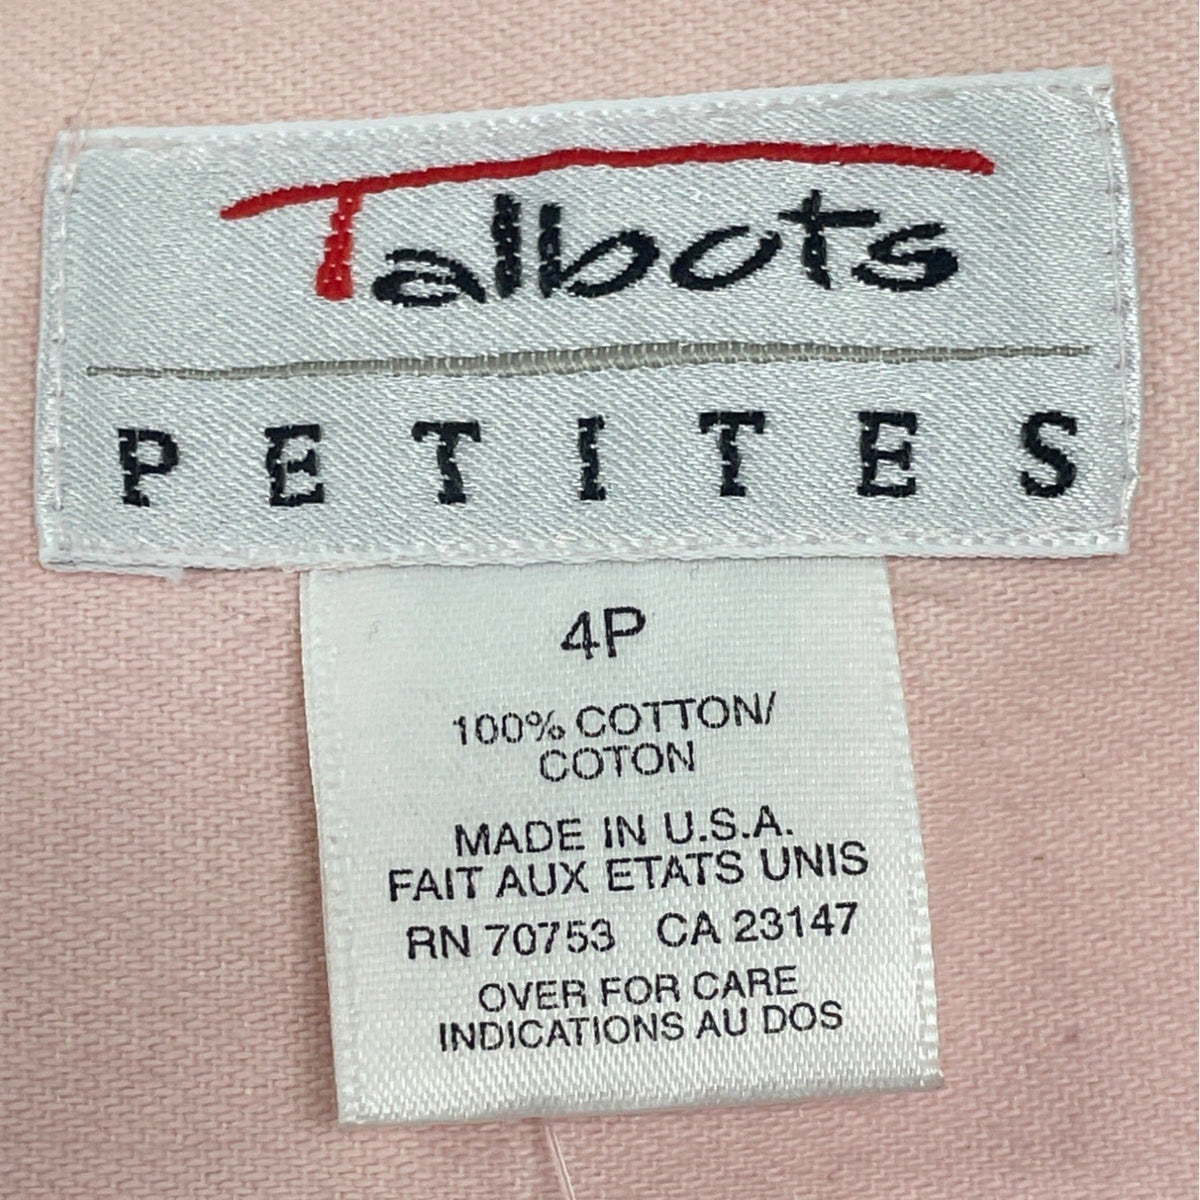 Talbots
PETITES
4P
100% COTTON/
COTON
MADE IN U.S.A.
FAIT AUX ETATS UNIS
RN 70753 CA 23147
OVER FOR CARE
INDICATIONS AU DOS